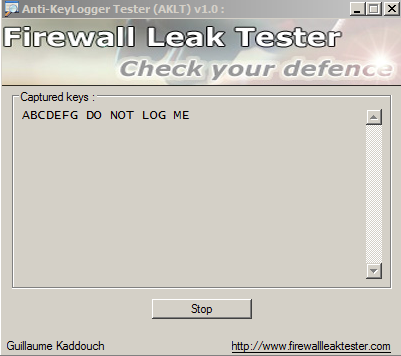 Anti-KeyLogger Tester (AKLT) v1.0 :
Firewall Leak Tester
Check your defence
Captured keys :
ABCDEFG DO NOT LOG ME
Stop
Guillaume Kaddouch http://www.firewallleaktester.com